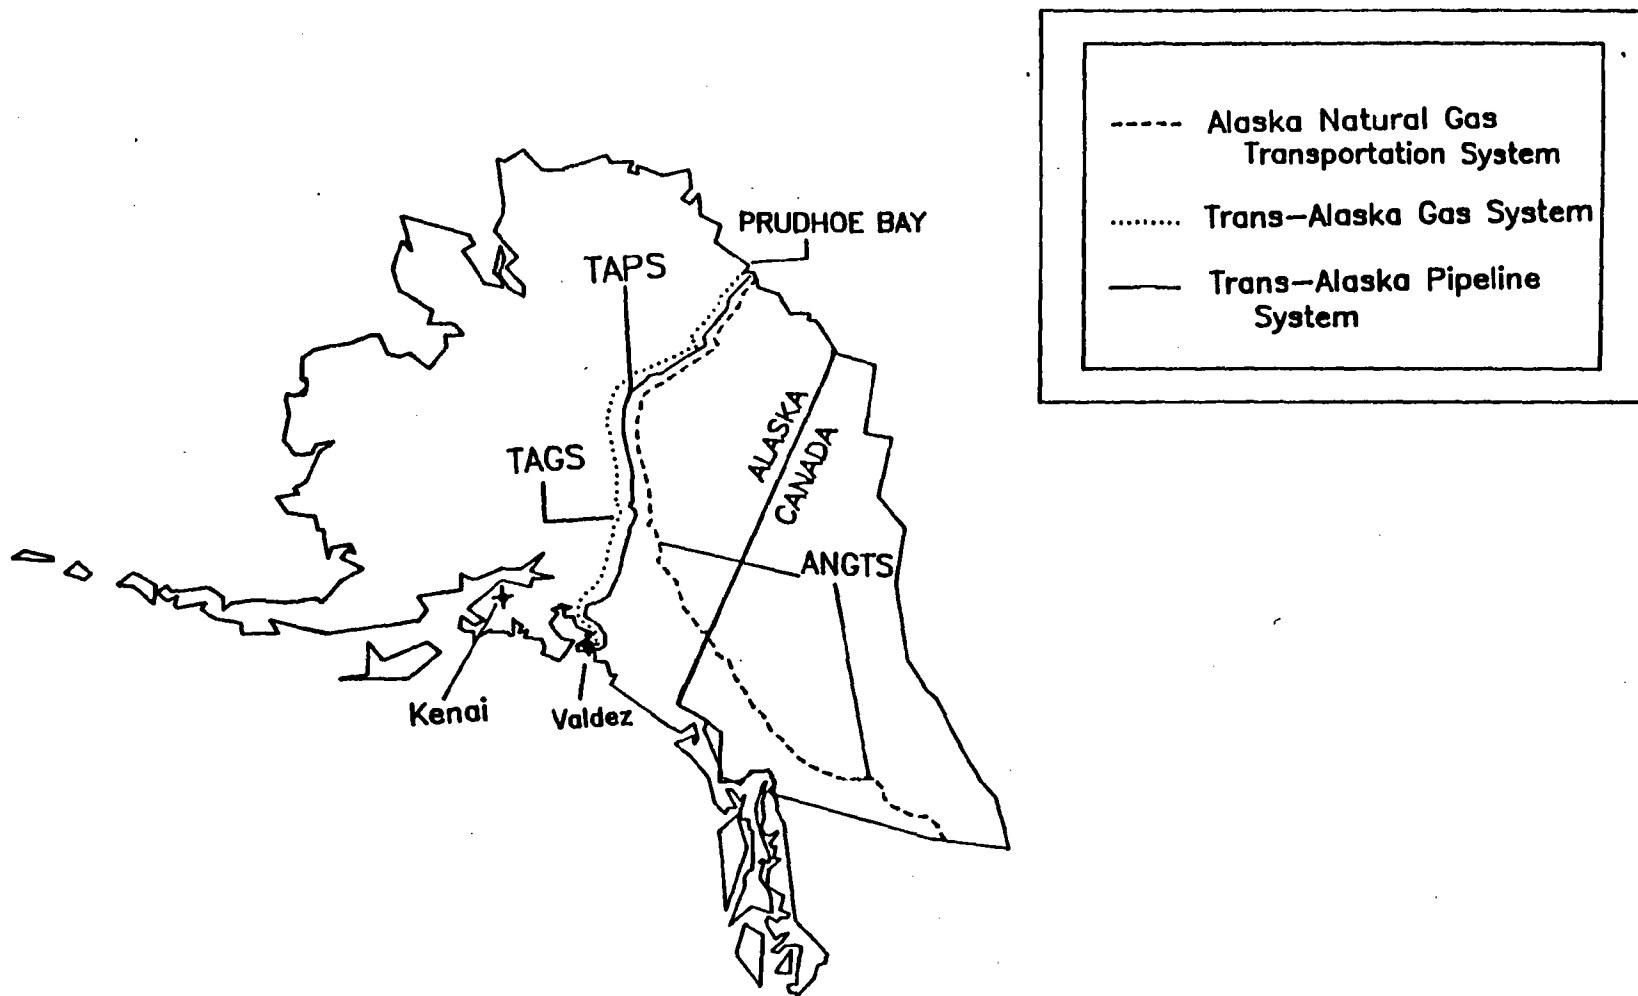 Alaska Natural Gas
Transportation System
Trans-Alaska Gas System
Trans-Alaska Pipeline
System
PRUDHOE BAY
TAPS
ALASKA
CANADA
TAGS
ANGTS
Kenai
Valdez